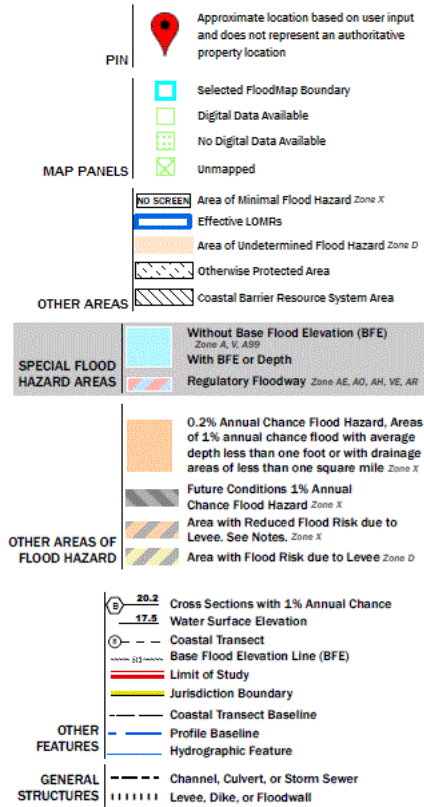 PIN
Approximate location based on user input
and does not represent an authoritative
property location
MAP PANELS
Selected FloodMap Boundary
Digital Data Available
No Digital Data Available
Unmapped
OTHER AREAS
NO SCREEN Area of Minimal Flood Hazard Zone X
Effective LOMRs
Area of Undetermined Flood Hazard Zone D
Otherwise Protected Area
Coastal Barrier Resource System Area
SPECIAL FLOOD
HAZARD AREAS
Without Base Flood Elevation (BFE)
Zone A, V, A99
With BFE or Depth
Regulatory Floodway Zone AE, AO, AH, VE, AR
OTHER AREAS OF
FLOOD HAZARD
0.2% Annual Chance Flood Hazard, Areas
of 1% annual chance flood with average
depth less than one foot or with drainage
areas of less than one square mile Zone X
Future Conditions 1% Annual
Chance Flood Hazard Zone X
Area with Reduced Flood Risk due to
Levee. See Notes. Zone X
Area with Flood Risk due to Levee Zone D
OTHER
FEATURES
B 20.2 Cross Sections with 1% Annual Chance
17.5 Water Surface Elevation
8 Coastal Transect
513 Base Flood Elevation Line (BFE)
Limit of Study
Jurisdiction Boundary
Coastal Transect Baseline
Profile Baseline
Hydrographic Feature
GENERAL
STRUCTURES
Channel, Culvert, or Storm Sewer
Levee, Dike, or Floodwall